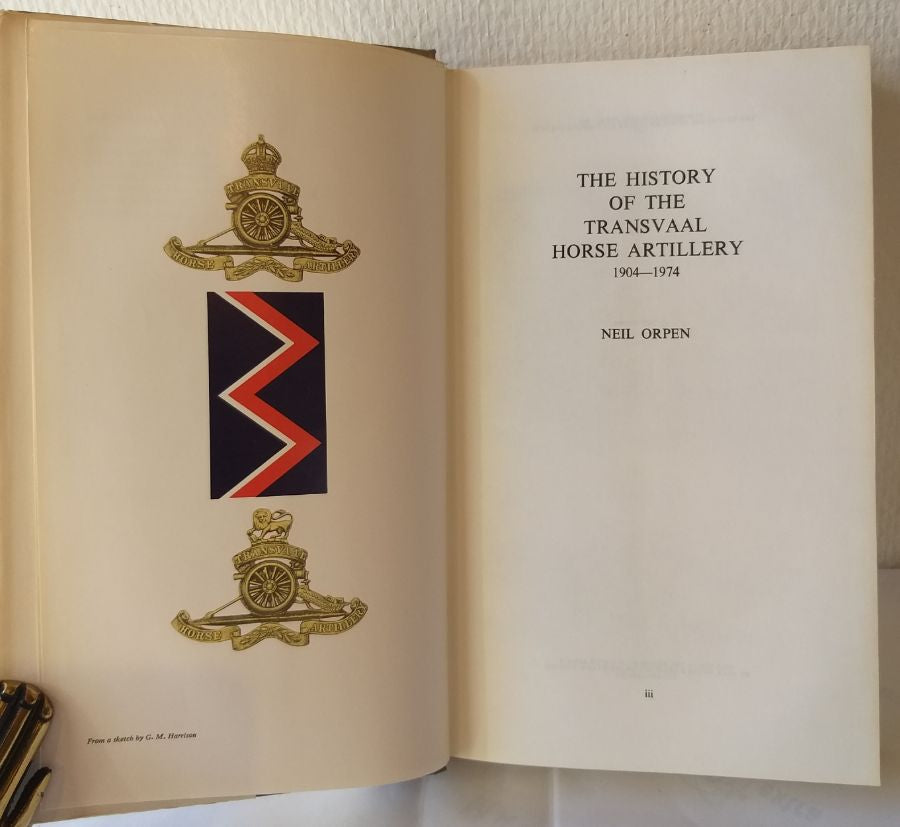 TRANSVAAL
HORSE ARTILLERY
TRANSVAAL
HORSE ARTILLERY
From a sketch by G. M. Harrison
THE HISTORY
OF THE
TRANSVAAL
HORSE ARTILLERY
1904—1974
NEIL ORPEN
iii